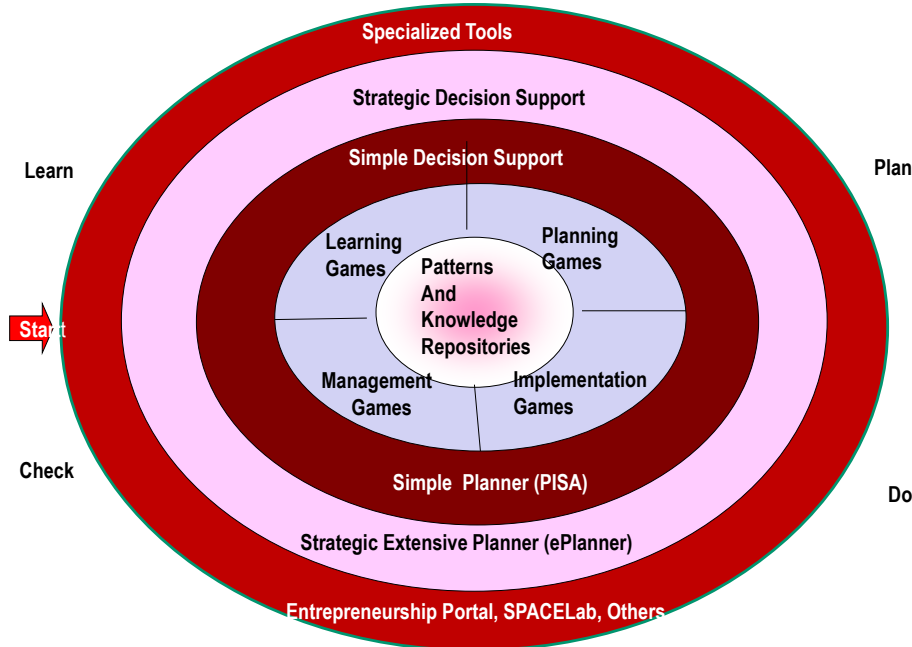 Specialized Tools
Strategic Decision Support
Simple Decision Support
Learn
Plan
Learning
Games
Planning
Games
Patterns
And
Knowledge
Repositories
Start
Management
Games
Implementation
Games
Check
Do
Simple Planner (PISA)
Strategic Extensive Planner (ePlanner)
Entrepreneurship Portal, SPACELab, Others